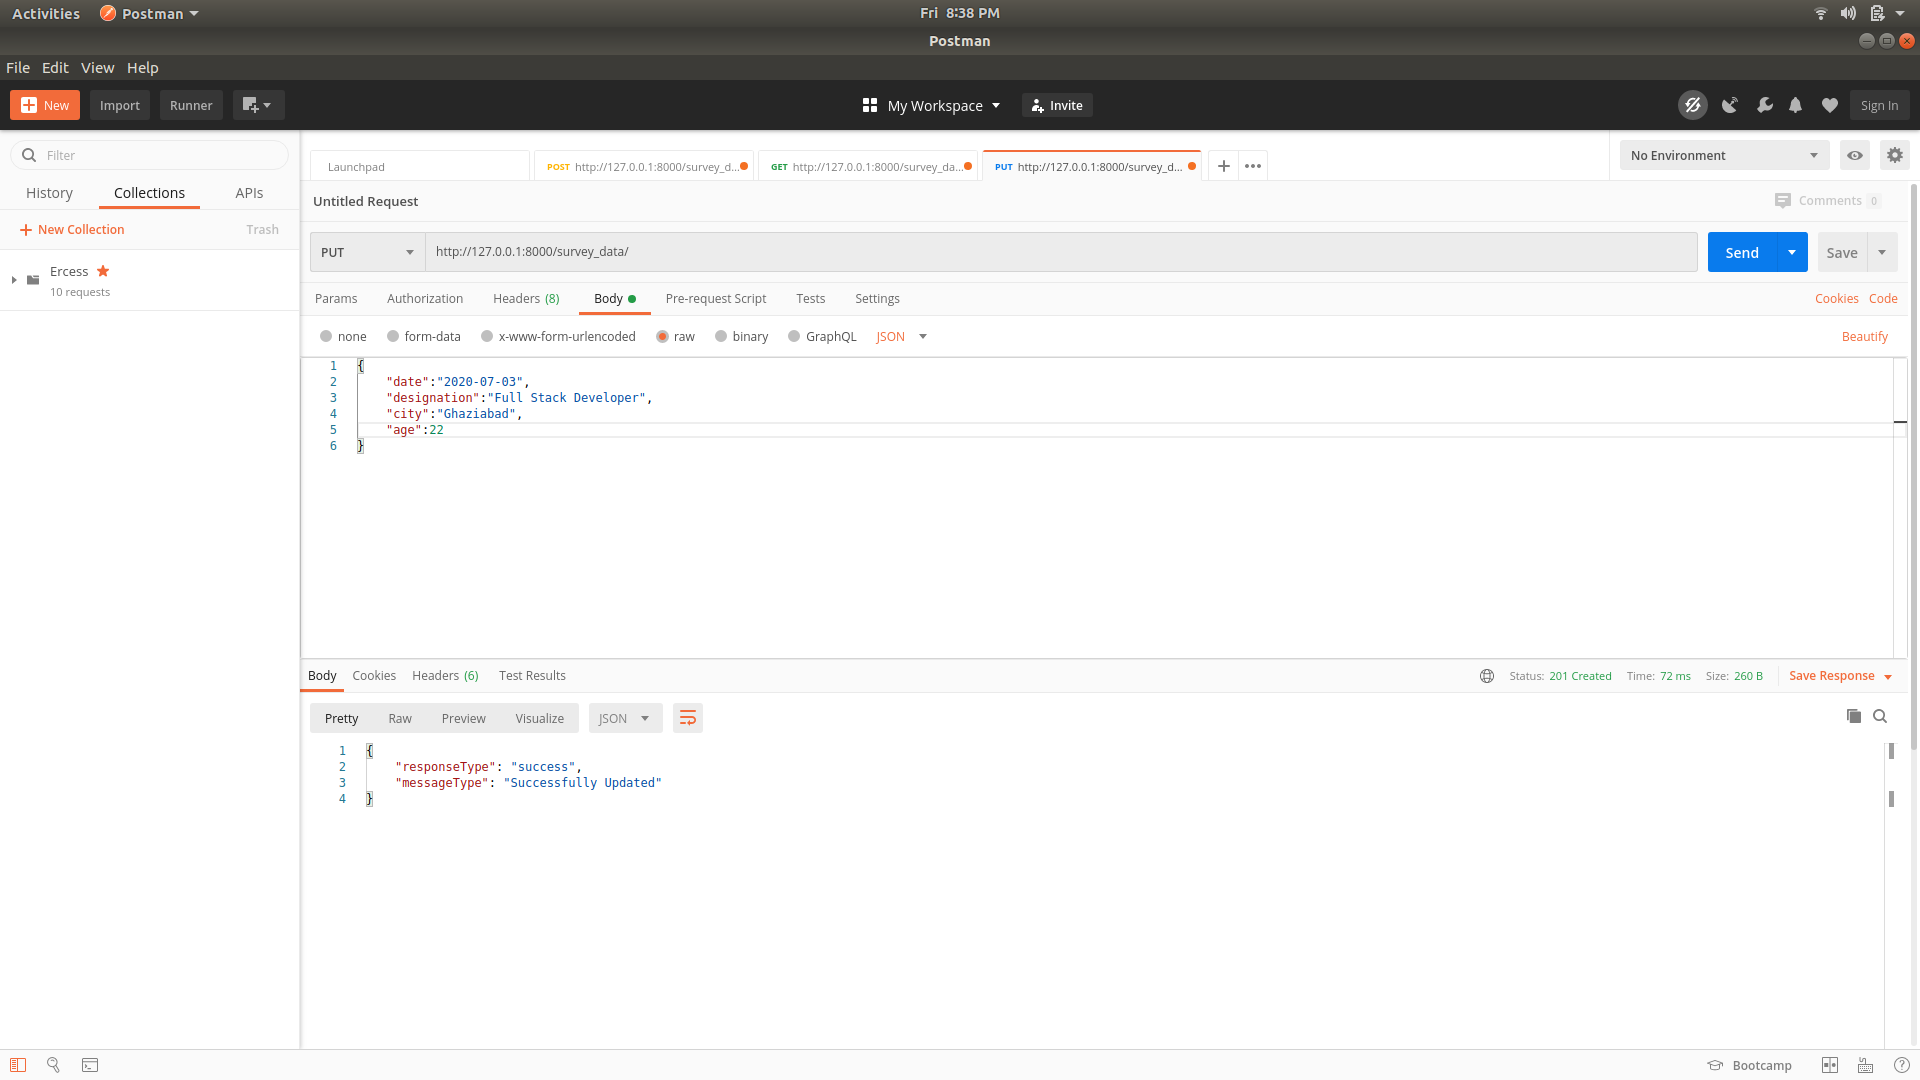 Activities Postman Fri 8:38 PM
Postman
File Edit View Help
New Import Runner My Workspace Invite Sign In
Filter
History Collections APIs
New Collection Trash
Ercess
10 requests
Launchpad POST http://127.0.0.1:8000/survey_d... GET http://127.0.0.1:8000/survey_da... PUT http://127.0.0.1:8000/survey_d... No Environment
Untitled Request Comments 0
PUT http://127.0.0.1:8000/survey_data/ Send Save
Params Authorization Headers (8) Body Pre-request Script Tests Settings Cookies Code
none form-data x-www-form-urlencoded raw binary GraphQL JSON Beautify
1 {
2 "date":"2020-07-03",
3 "designation":"Full Stack Developer",
4 "city":"Ghaziabad",
5 "age":22
6 }
Body Cookies Headers (6) Test Results Status: 201 Created Time: 72 ms Size: 260 B Save Response
Pretty Raw Preview Visualize JSON
1 {
2 "responseType": "success",
3 "messageType": "Successfully Updated"
4 }
Bootcamp